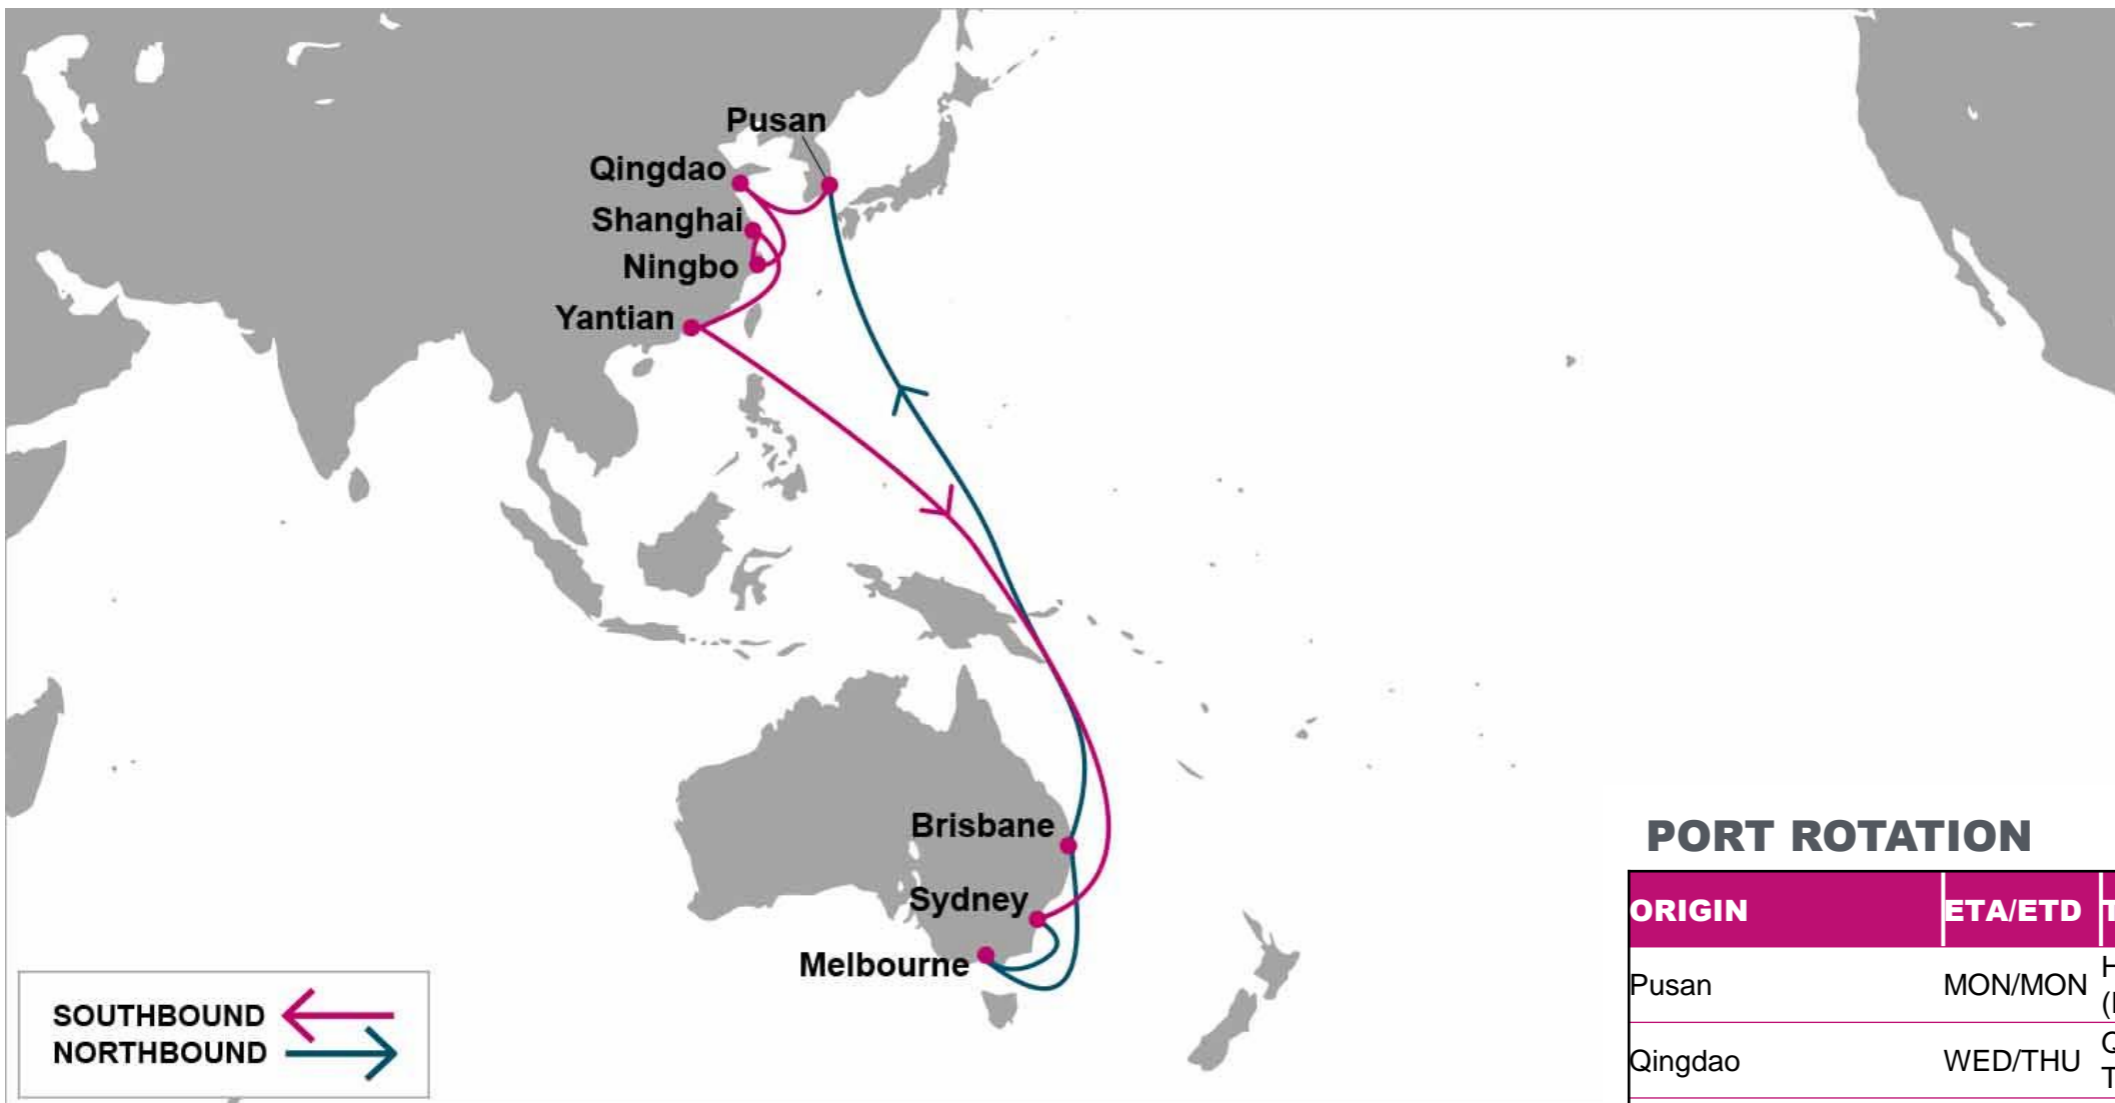 Pusan
Qingdao
Shanghai
Ningbo
Yantian
Brisbane
Sydney
Melbourne
SOUTHBOUND
NORTHBOUND
PORT ROTATION
ORIGIN ETA/ETD
Pusan MON/MON
Qingdao WED/THU